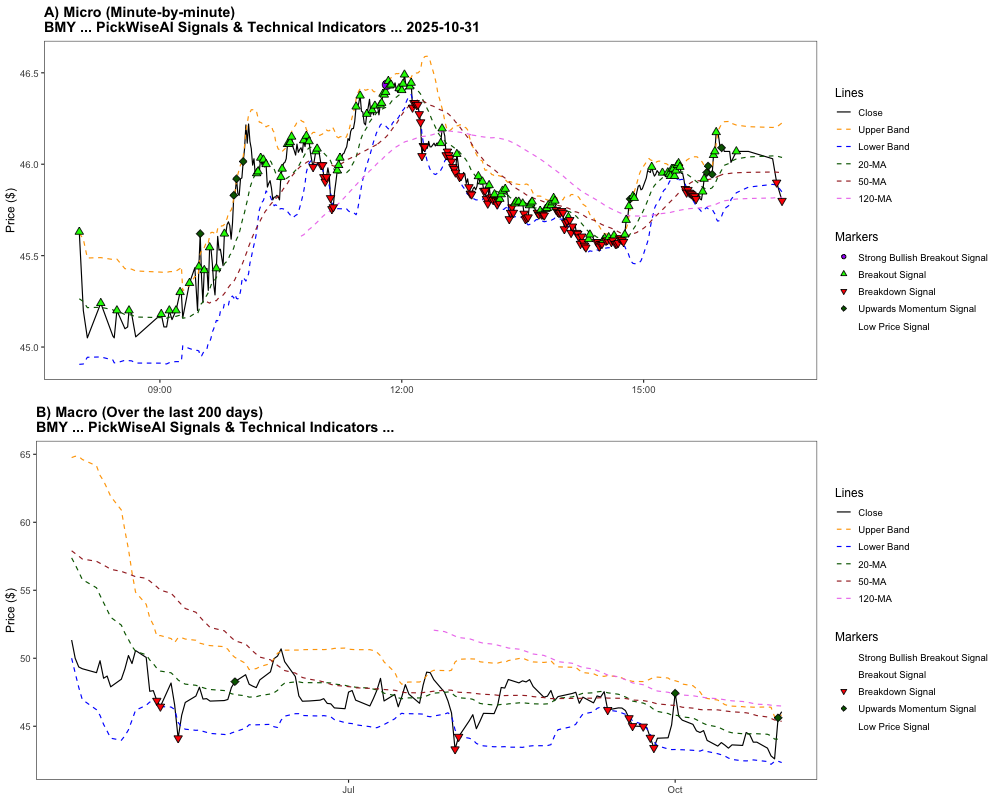 A) Micro (Minute-by-minute)
BMY ... PickWiseAI Signals & Technical Indicators ... 2025-10-31
Price ($)
46.5
46.0
45.5
45.0
09:00
12:00
15:00
Lines
Close
Upper Band
Lower Band
20-MA
50-MA
120-MA
Markers
Strong Bullish Breakout Signal
Breakout Signal
Breakdown Signal
Upwards Momentum Signal
Low Price Signal
B) Macro (Over the last 200 days)
BMY ... PickWiseAI Signals & Technical Indicators ...
Price ($)
65
60
55
50
45
Jul
Oct
Lines
Close
Upper Band
Lower Band
20-MA
50-MA
120-MA
Markers
Strong Bullish Breakout Signal
Breakout Signal
Breakdown Signal
Upwards Momentum Signal
Low Price Signal